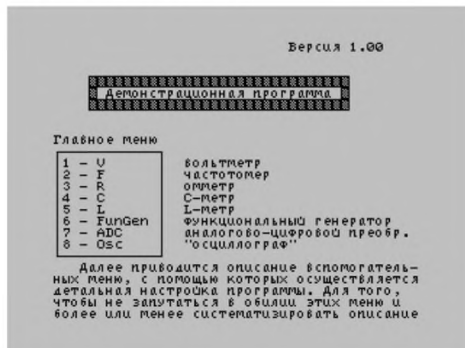 Версия 1.00
Демонстрационная программа
Главное меню
1 - V вольтметр
2 - F частотомер
3 - R омметр
4 - C C-метр
5 - L L-метр
6 - FunGen функциональный генератор
7 - ADC аналогово-цифровой преобр.
8 - Osc "осциллограф"
Далее приводится описание вспомогатель-
ных меню, с помощью которых осуществляется
детальная настройка программы. Для того,
чтобы не запутаться в обилии этих меню и
более или менее систематизировать описание